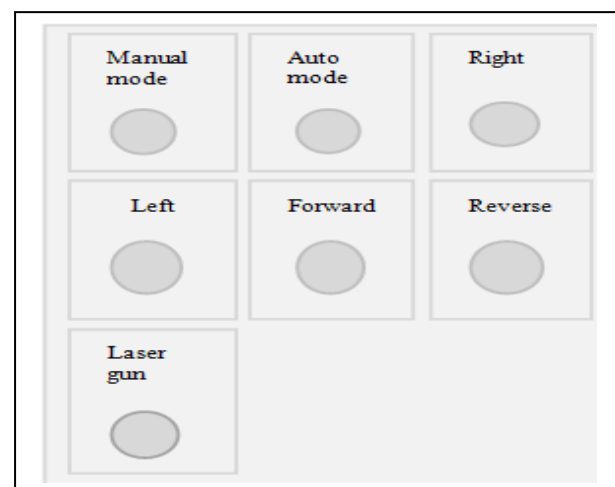 Manual
mode
Auto
mode
Right
Left
Forward
Reverse
Laser
gun